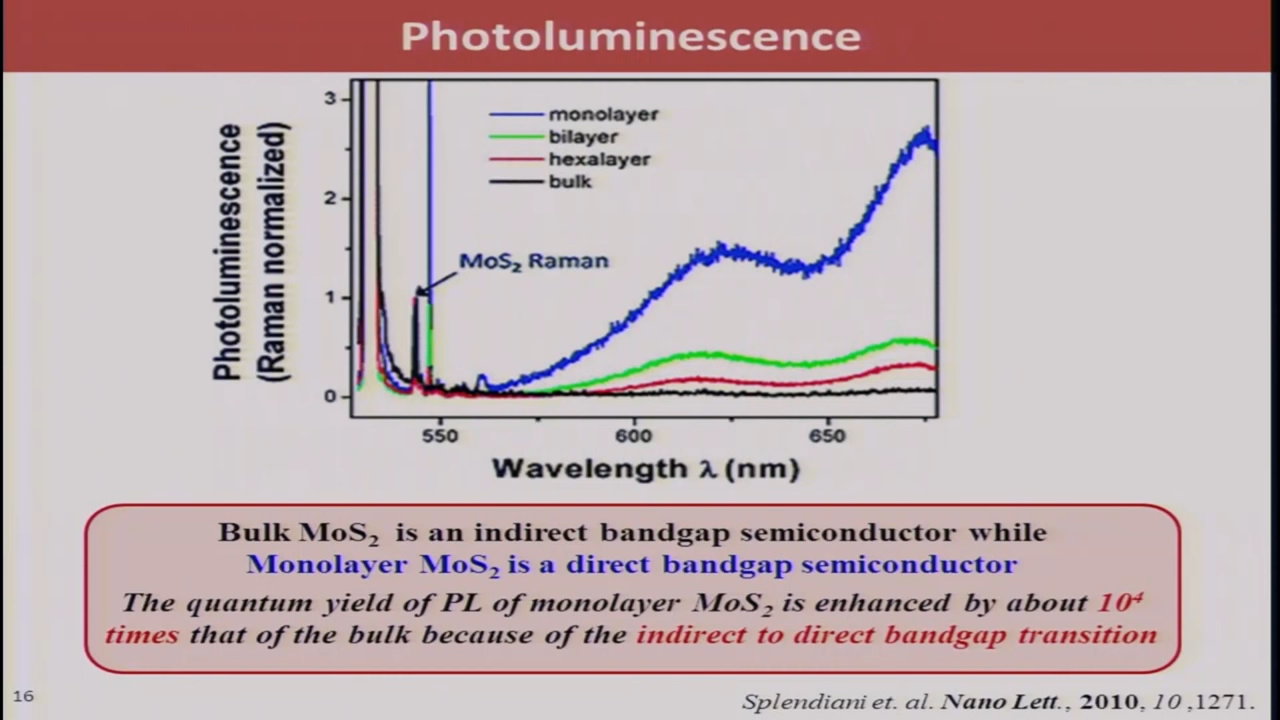 Photoluminescence
Photoluminescence
(Raman normalized)
3
2
1
0
monolayer
bilayer
hexalayer
bulk
MoS₂ Raman
550
600
650
Wavelength λ (nm)
Bulk MoS₂ is an indirect bandgap semiconductor while
Monolayer MoS₂ is a direct bandgap semiconductor
The quantum yield of PL of monolayer MoS₂ is enhanced by about 10⁴
times that of the bulk because of the indirect to direct bandgap transition
16
Splendiani et. al. Nano Lett., 2010, 10 ,1271.